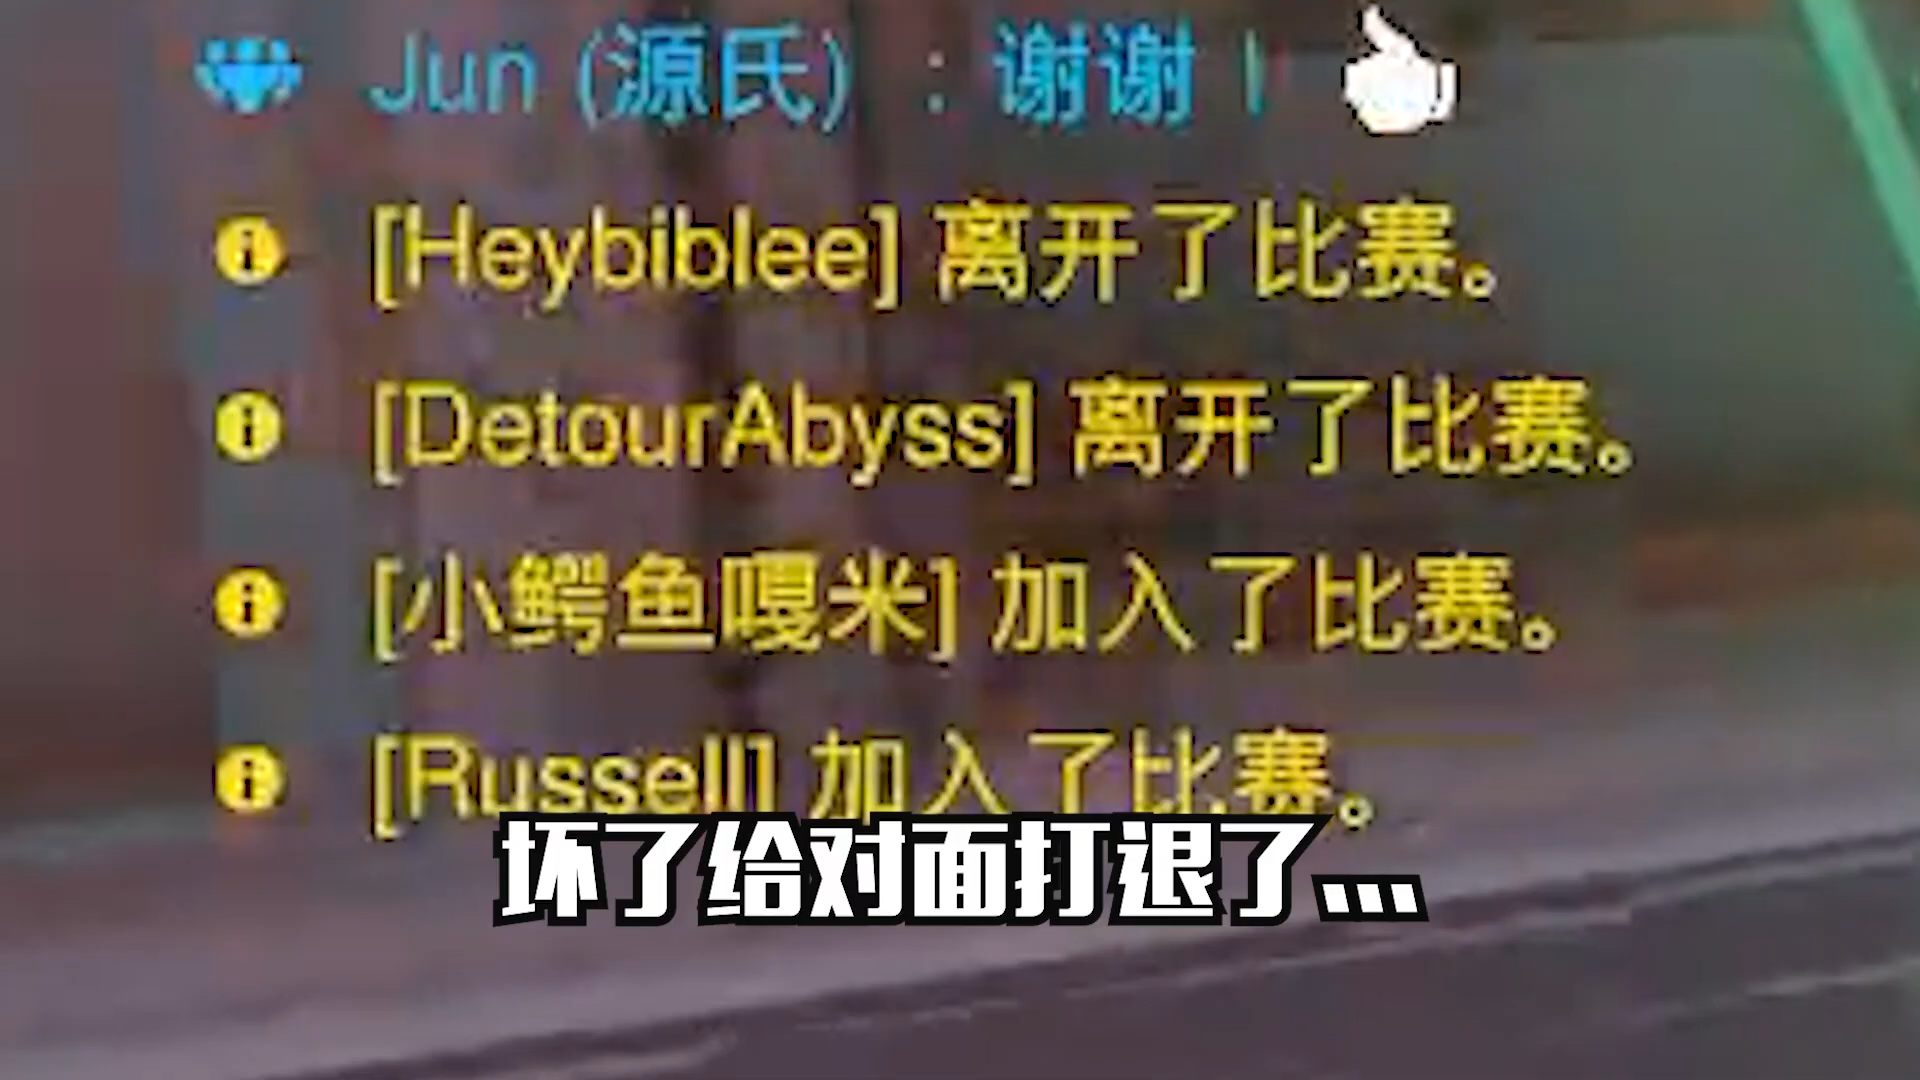 Jun (源氏) : 谢谢！
[Heybiblee] 离开了比赛。
[DetourAbyss] 离开了比赛。
[小鳄鱼嘎米] 加入了比赛。
[Russell] 加入了比赛。
坏了给对面打退了...